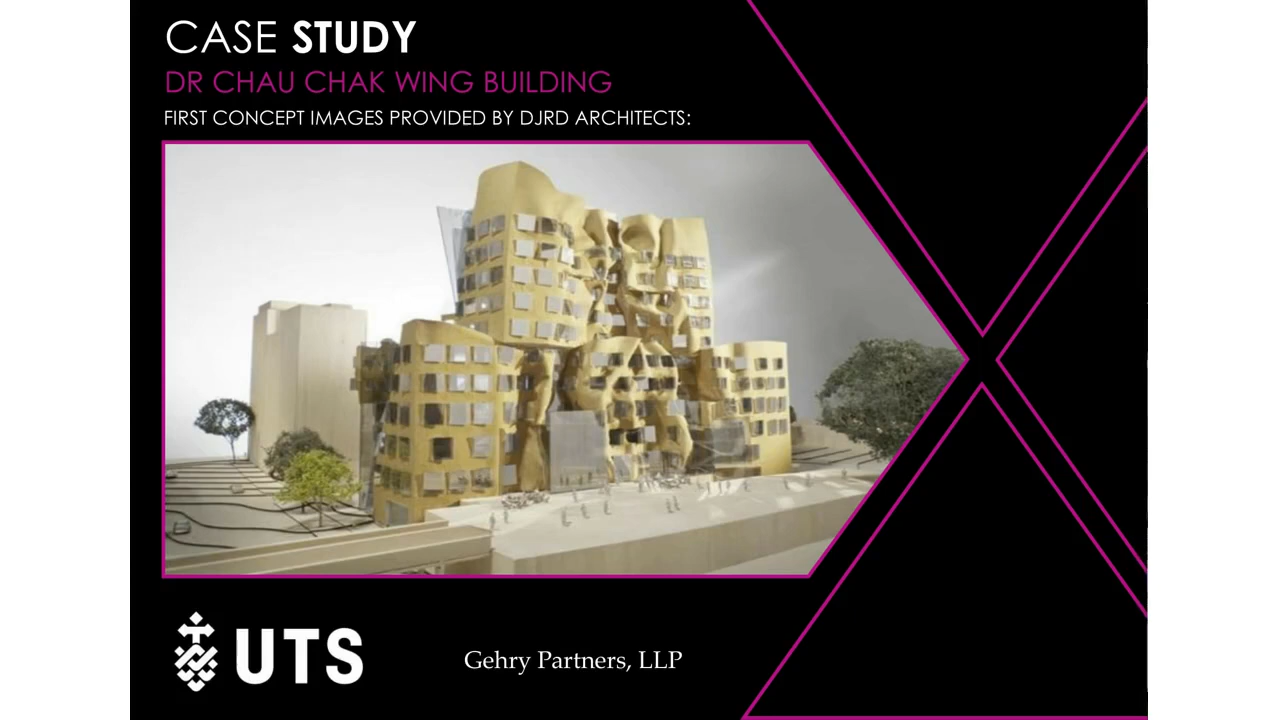 CASE STUDY
DR CHAU CHAK WING BUILDING
FIRST CONCEPT IMAGES PROVIDED BY DJRD ARCHITECTS:
UTS
Gehry Partners, LLP